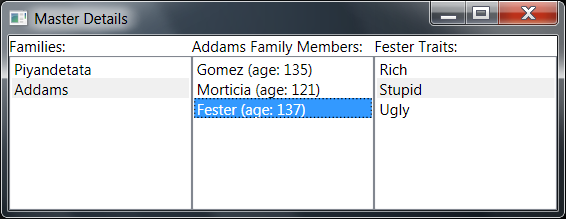 Master Details
Families:
Piyandetata
Addams
Addams Family Members:
Gomez (age: 135)
Morticia (age: 121)
Fester (age: 137)
Fester Traits:
Rich
Stupid
Ugly